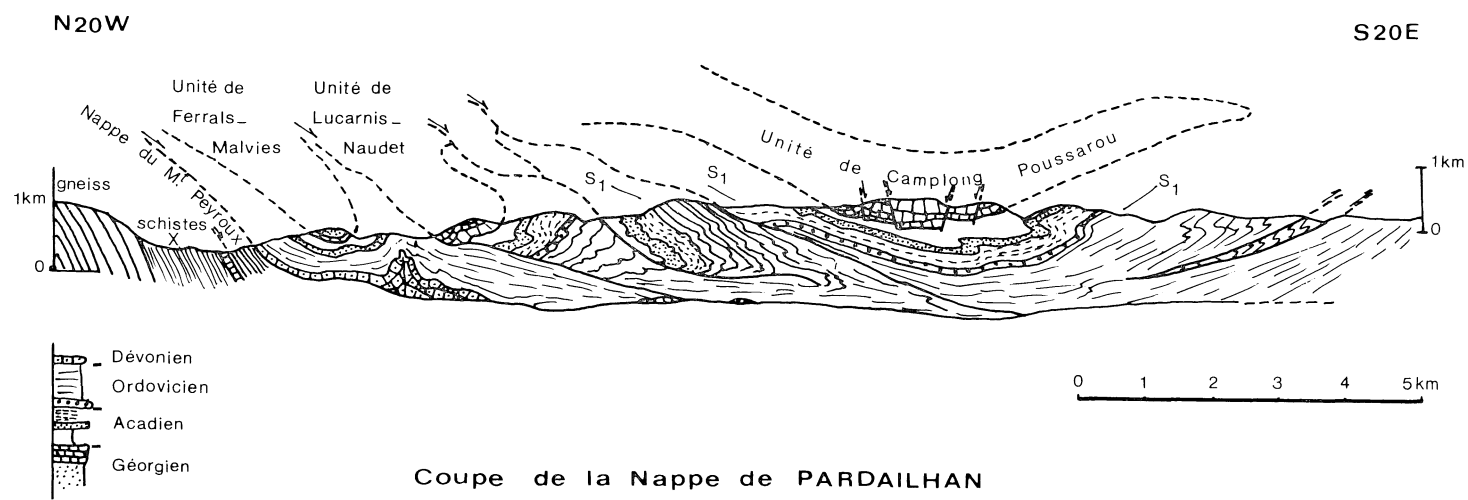 N20W
S20E
Unité de
Ferrals_
Malvies
Unité de
Lucarnis_
Naudet
Nappe du Mt Peyroux
Unité de Camplong Poussarou
S1
S1
S1
1km
0
gneiss
schistes
X
1km
0
Dévonien
Ordovicien
Acadien
Géorgien
0 1 2 3 4 5km
Coupe de la Nappe de PARDAILHAN